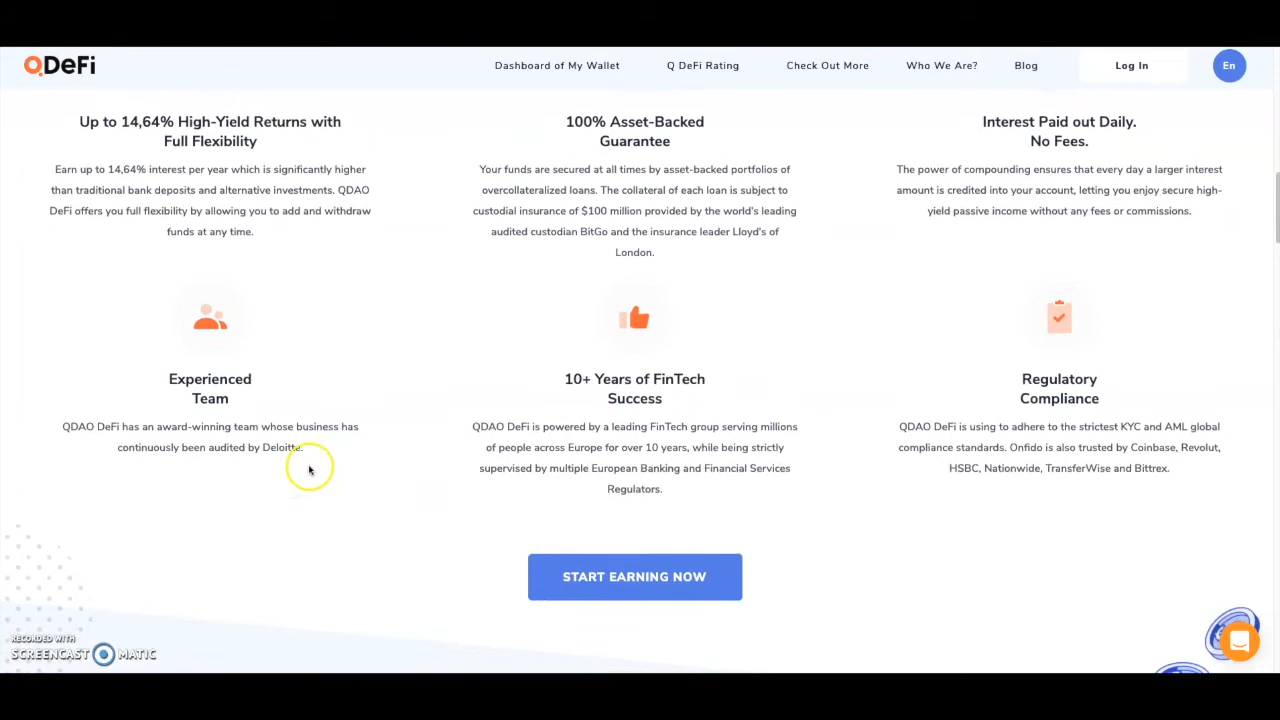 QDeFi
Dashboard of My Wallet
Q DeFi Rating
Check Out More
Who We Are?
Blog
Log In
En
Up to 14,64% High-Yield Returns with
Full Flexibility
Earn up to 14,64% interest per year which is significantly higher
than traditional bank deposits and alternative investments. QDAO
DeFi offers you full flexibility by allowing you to add and withdraw
funds at any time.
100% Asset-Backed
Guarantee
Your funds are secured at all times by asset-backed portfolios of
overcollateralized loans. The collateral of each loan is subject to
custodial insurance of $100 million provided by the world's leading
audited custodian BitGo and the insurance leader Lloyd's of
London.
Interest Paid out Daily.
No Fees.
The power of compounding ensures that every day a larger interest
amount is credited into your account, letting you enjoy secure high-
yield passive income without any fees or commissions.
Experienced
Team
QDAO DeFi has an award-winning team whose business has
continuously been audited by Deloitte.
10+ Years of FinTech
Success
QDAO DeFi is powered by a leading FinTech group serving millions
of people across Europe for over 10 years, while being strictly
supervised by multiple European Banking and Financial Services
Regulators.
Regulatory
Compliance
QDAO DeFi is using to adhere to the strictest KYC and AML global
compliance standards. Onfido is also trusted by Coinbase, Revolut,
HSBC, Nationwide, TransferWise and Bittrex.
START EARNING NOW
RECORDED WITH
SCREENCAST MATIC